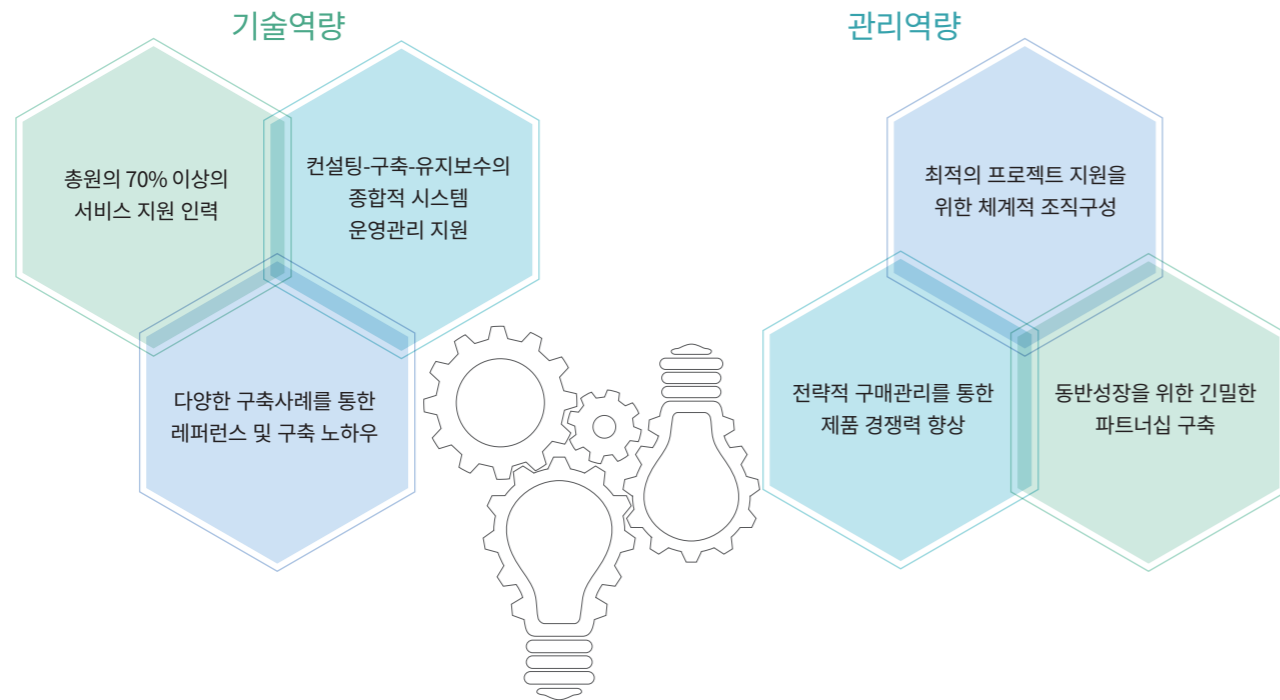 기술역량
총원의 70% 이상의
서비스 지원 인력
컨설팅-구축-유지보수의
종합적 시스템
운영관리 지원
다양한 구축사례를 통한
레퍼런스 및 구축 노하우
관리역량
최적의 프로젝트 지원을
위한 체계적 조직구성
전략적 구매관리를 통한
제품 경쟁력 향상
동반성장을 위한 긴밀한
파트너십 구축